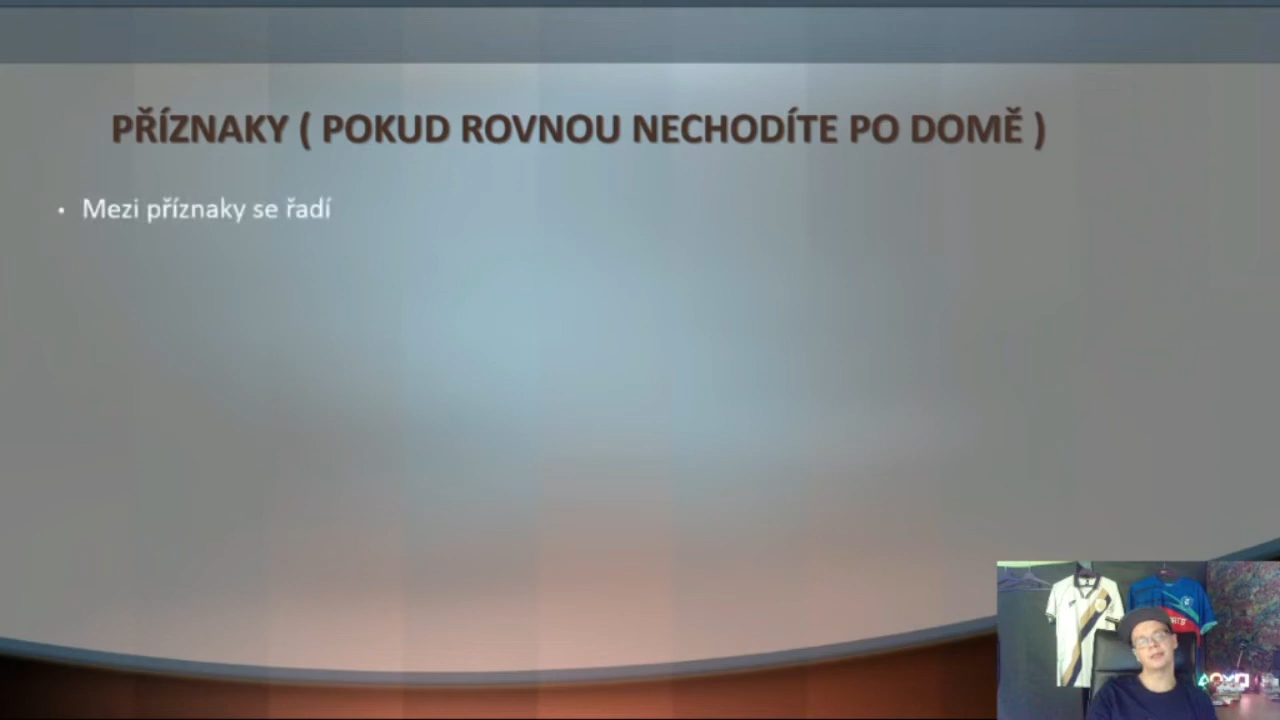 PŘÍZNAKY ( POKUD ROVNOU NECHODÍTE PO DOMĚ )
• Mezi příznaky se řadí